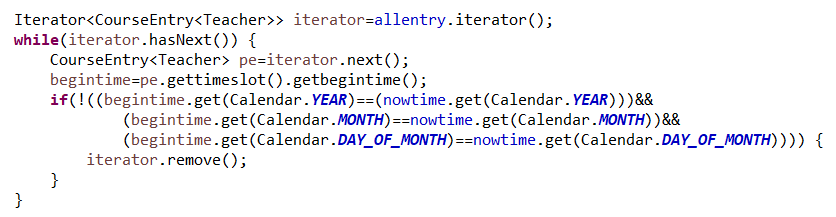 Iterator<CourseEntry<Teacher>> iterator=allentry.iterator();
while(iterator.hasNext()) {
    CourseEntry<Teacher> pe=iterator.next();
    begintime=pe.gettimeslot().getbegintime();
    if(!((begintime.get(Calendar.YEAR)==(nowtime.get(Calendar.YEAR)))&&
            (begintime.get(Calendar.MONTH)==nowtime.get(Calendar.MONTH))&&
            (begintime.get(Calendar.DAY_OF_MONTH)==nowtime.get(Calendar.DAY_OF_MONTH)))) {
        iterator.remove();
    }
}